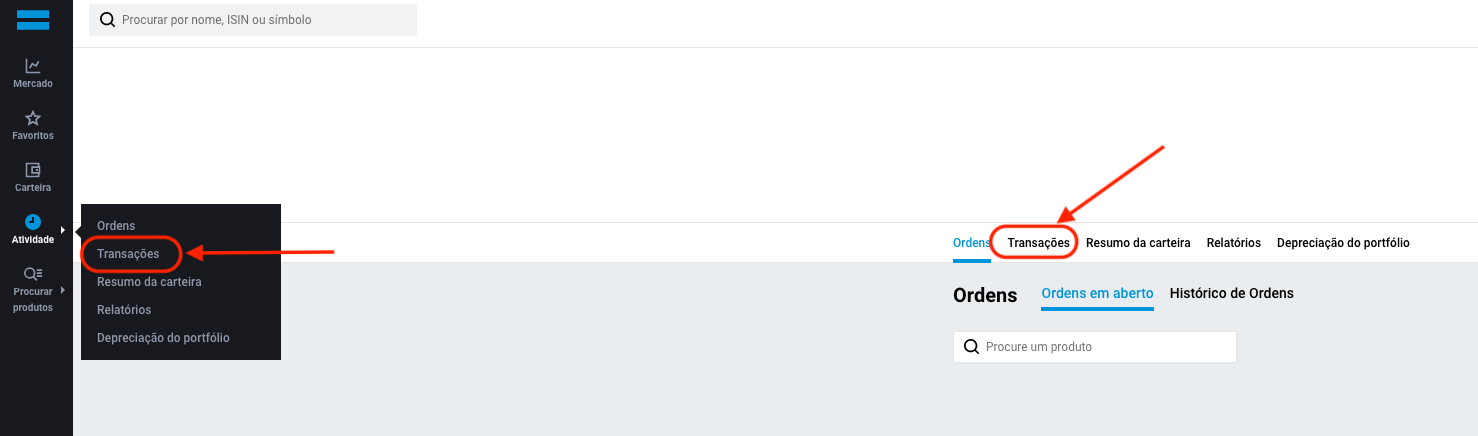 Procurar por nome, ISIN ou símbolo
Mercado
Favoritos
Carteira
Atividade
Procurar
produtos
Ordens
Transações
Resumo da carteira
Relatórios
Depreciação do portfólio
Ordens Transações Resumo da carteira Relatórios Depreciação do portfólio
Ordens Ordens em aberto Histórico de Ordens
Procure um produto